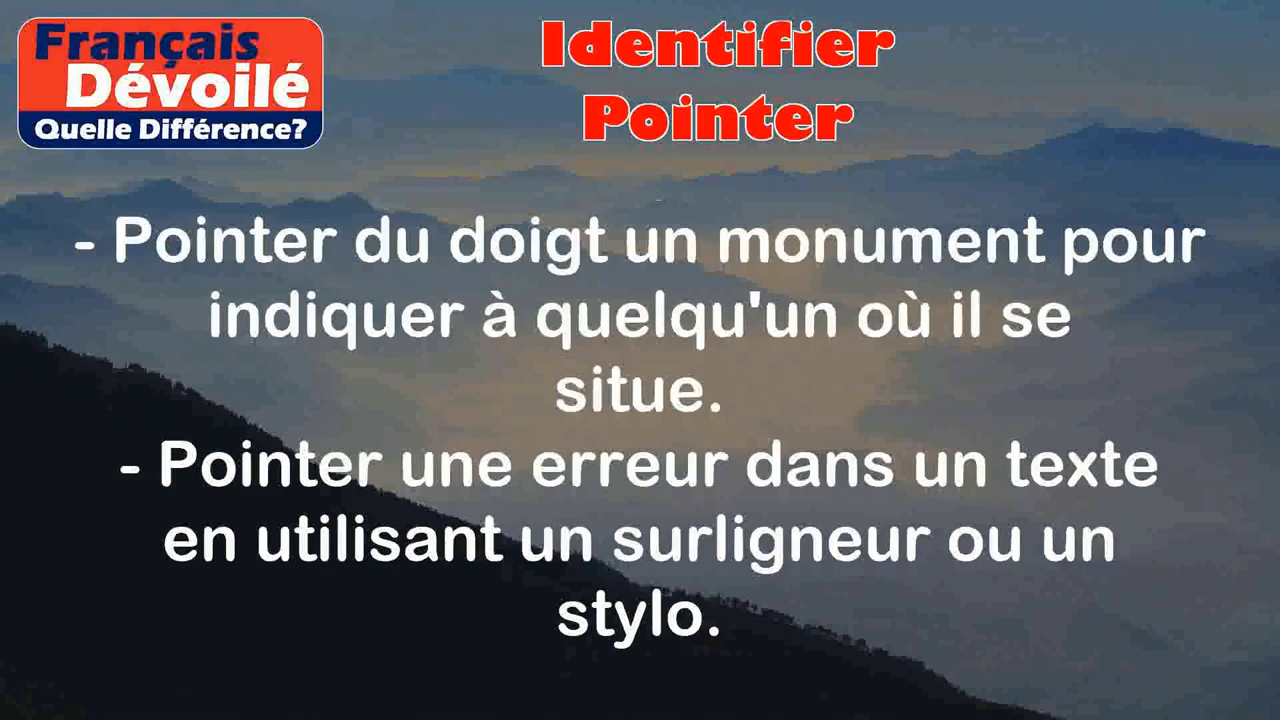 Français
Dévoilé
Quelle Différence?
Identifier
Pointer
- Pointer du doigt un monument pour
indiquer à quelqu'un où il se
situe.
- Pointer une erreur dans un texte
en utilisant un surligneur ou un
stylo.